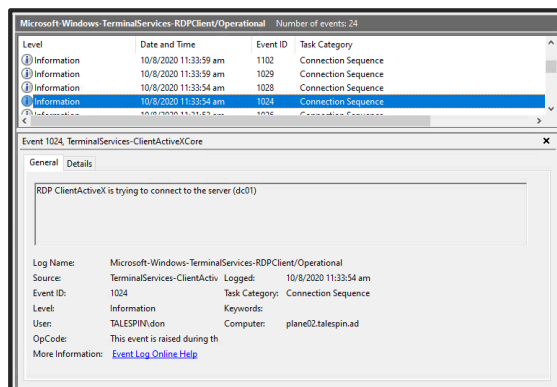 Microsoft-Windows-TerminalServices-RDPClient/Operational Number of events: 24
Level Date and Time Event ID Task Category
Information 10/8/2020 11:33:59 am 1102 Connection Sequence
Information 10/8/2020 11:33:59 am 1029 Connection Sequence
Information 10/8/2020 11:33:54 am 1028 Connection Sequence
Information 10/8/2020 11:33:54 am 1024 Connection Sequence
Event 1024, TerminalServices-ClientActiveXCore
General Details
RDP ClientActiveX is trying to connect to the server (dc01)
Log Name: Microsoft-Windows-TerminalServices-RDPClient/Operational
Source: TerminalServices-ClientActiv Logged: 10/8/2020 11:33:54 am
Event ID: 1024 Task Category: Connection Sequence
Level: Information Keywords:
User: TALESPIN\don Computer: plane02.talespin.ad
OpCode: This event is raised during th
More Information: Event Log Online Help